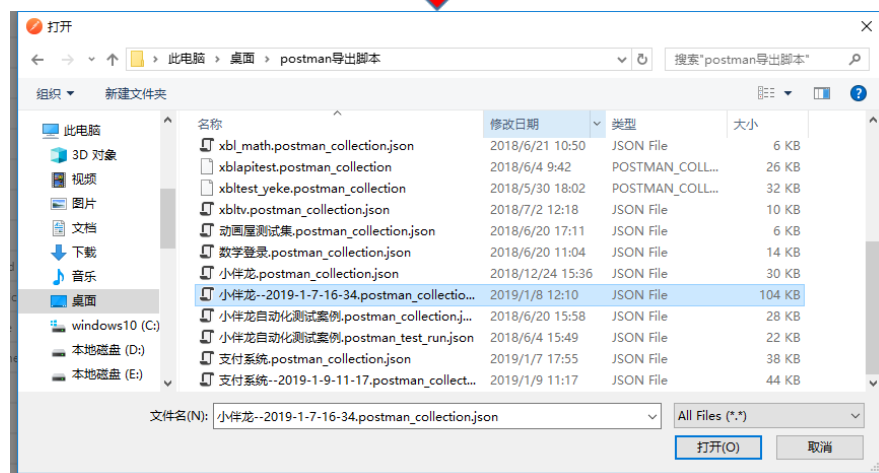 打开
此电脑 › 桌面 › postman导出脚本
搜索"postman导出脚本"
组织 新建文件夹
此电脑
3D 对象
视频
图片
文档
下载
音乐
桌面
windows10 (C:)
本地磁盘 (D:)
本地磁盘 (E:)
名称 修改日期 类型 大小
xbl_math.postman_collection.json 2018/6/21 10:50 JSON File 6 KB
xblapitest.postman_collection 2018/6/4 9:42 POSTMAN_COLL... 26 KB
xbltest_yeke.postman_collection 2018/5/30 18:02 POSTMAN_COLL... 32 KB
xbltv.postman_collection.json 2018/7/2 12:18 JSON File 10 KB
动画屋测试集.postman_collection.json 2018/6/20 17:11 JSON File 6 KB
数学登录.postman_collection.json 2018/6/20 11:04 JSON File 14 KB
小伴龙.postman_collection.json 2018/12/24 15:36 JSON File 30 KB
小伴龙--2019-1-7-16-34.postman_collectio... 2019/1/8 12:10 JSON File 104 KB
小伴龙自动化测试案例.postman_collection.j... 2018/6/20 15:58 JSON File 28 KB
小伴龙自动化测试案例.postman_test_run.json 2018/6/4 15:49 JSON File 22 KB
支付系统.postman_collection.json 2019/1/7 17:55 JSON File 38 KB
支付系统--2019-1-9-11-17.postman_collect... 2019/1/9 11:17 JSON File 44 KB
文件名(N): 小伴龙--2019-1-7-16-34.postman_collection.json
All Files (*.*)
打开(O) 取消